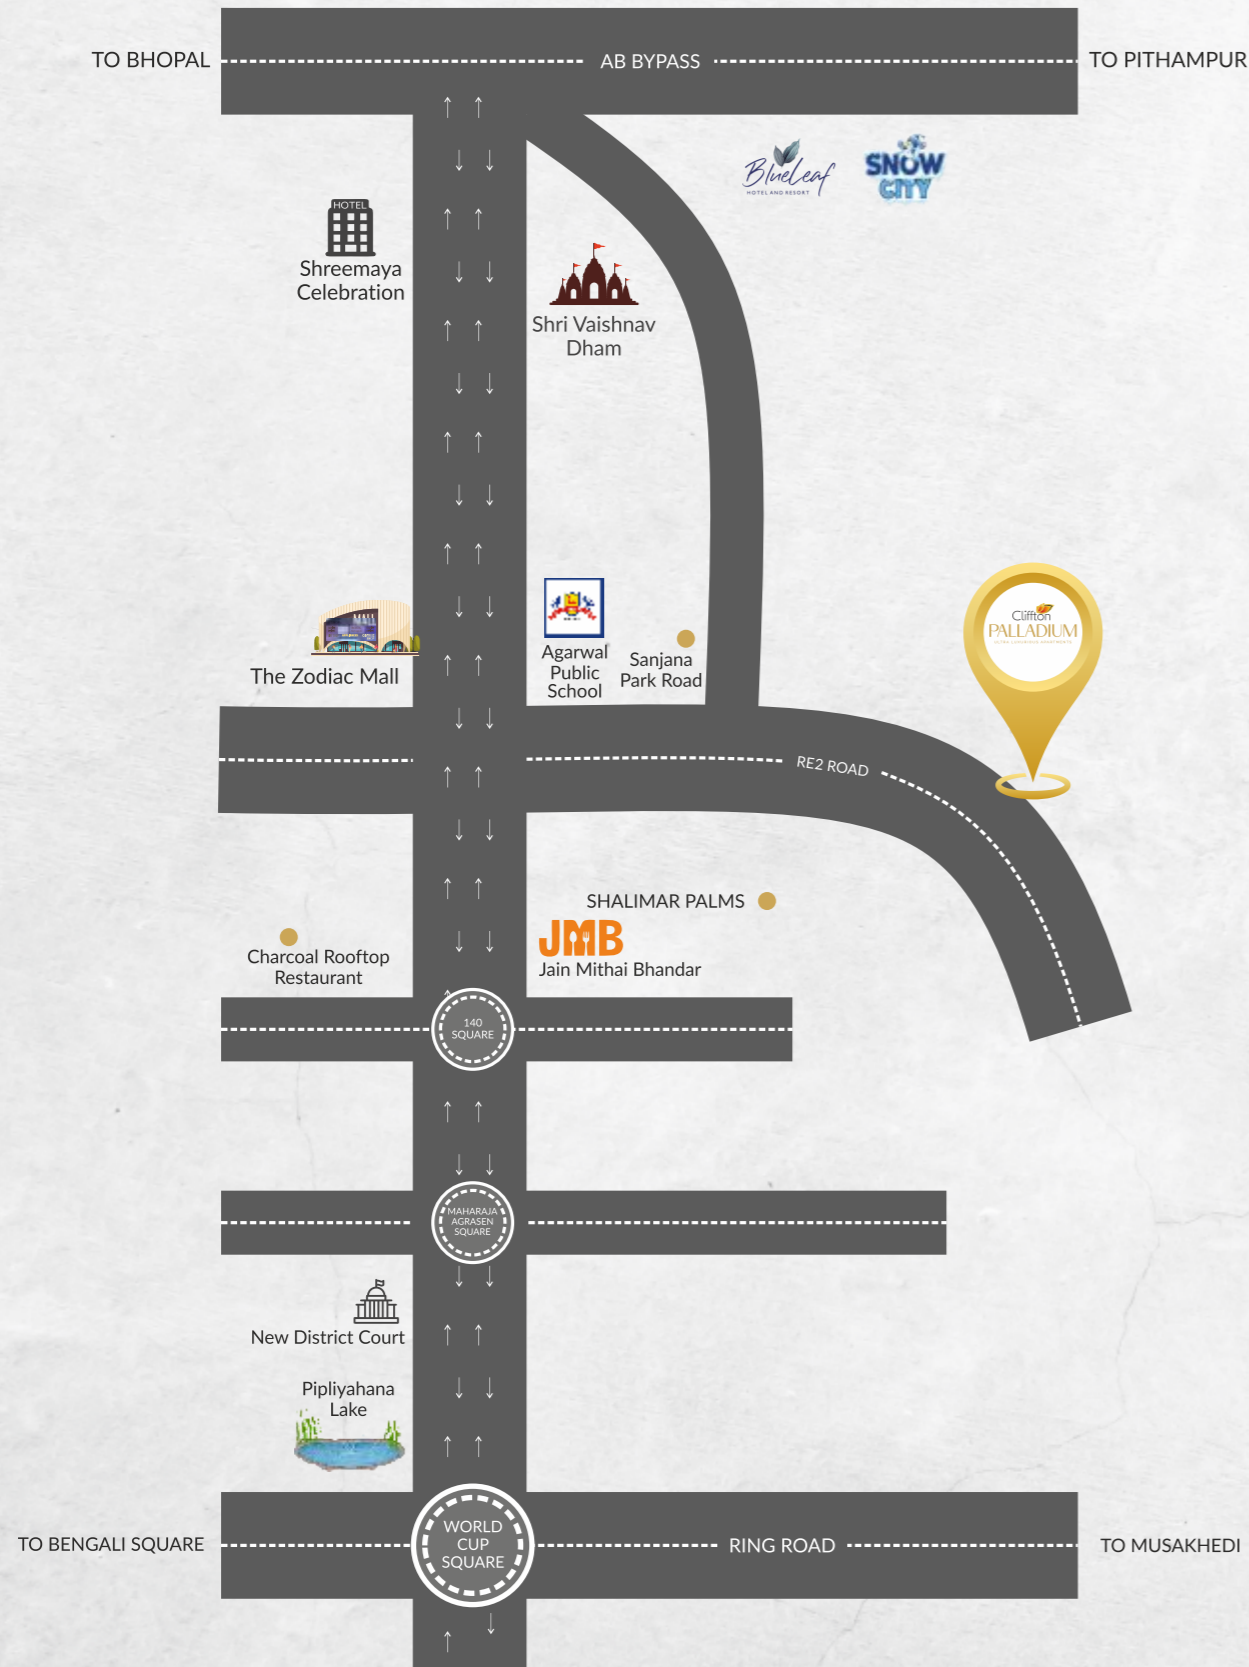 TO BHOPAL
AB BYPASS
TO PITHAMPUR
BlueLeaf
HOTEL AND RESORT
SNOW
CITY
HOTEL
Shreemaya
Celebration
Shri Vaishnav
Dham
Cliffton
PALLADIUM
The Zodiac Mall
Agarwal
Public
School
Sanjana
Park Road
RE2 ROAD
SHALIMAR PALMS
JMB
Jain Mithai Bhandar
Charcoal Rooftop
Restaurant
140
SQUARE
MAHARAJA
AGRASEN
SQUARE
New District Court
Pipliyahana
Lake
TO BENGALI SQUARE
WORLD
CUP
SQUARE
RING ROAD
TO MUSAKHEDI